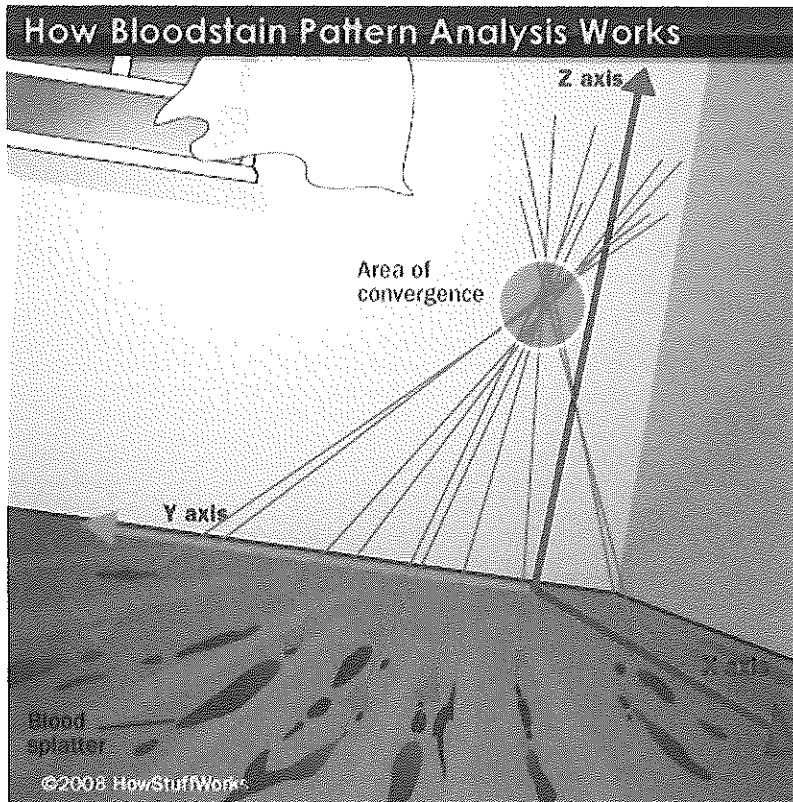 How Bloodstain Pattern Analysis Works
Z axis
Area of
convergence
Y axis
X axis
Blood
splatter
©2008 HowStuffWorks